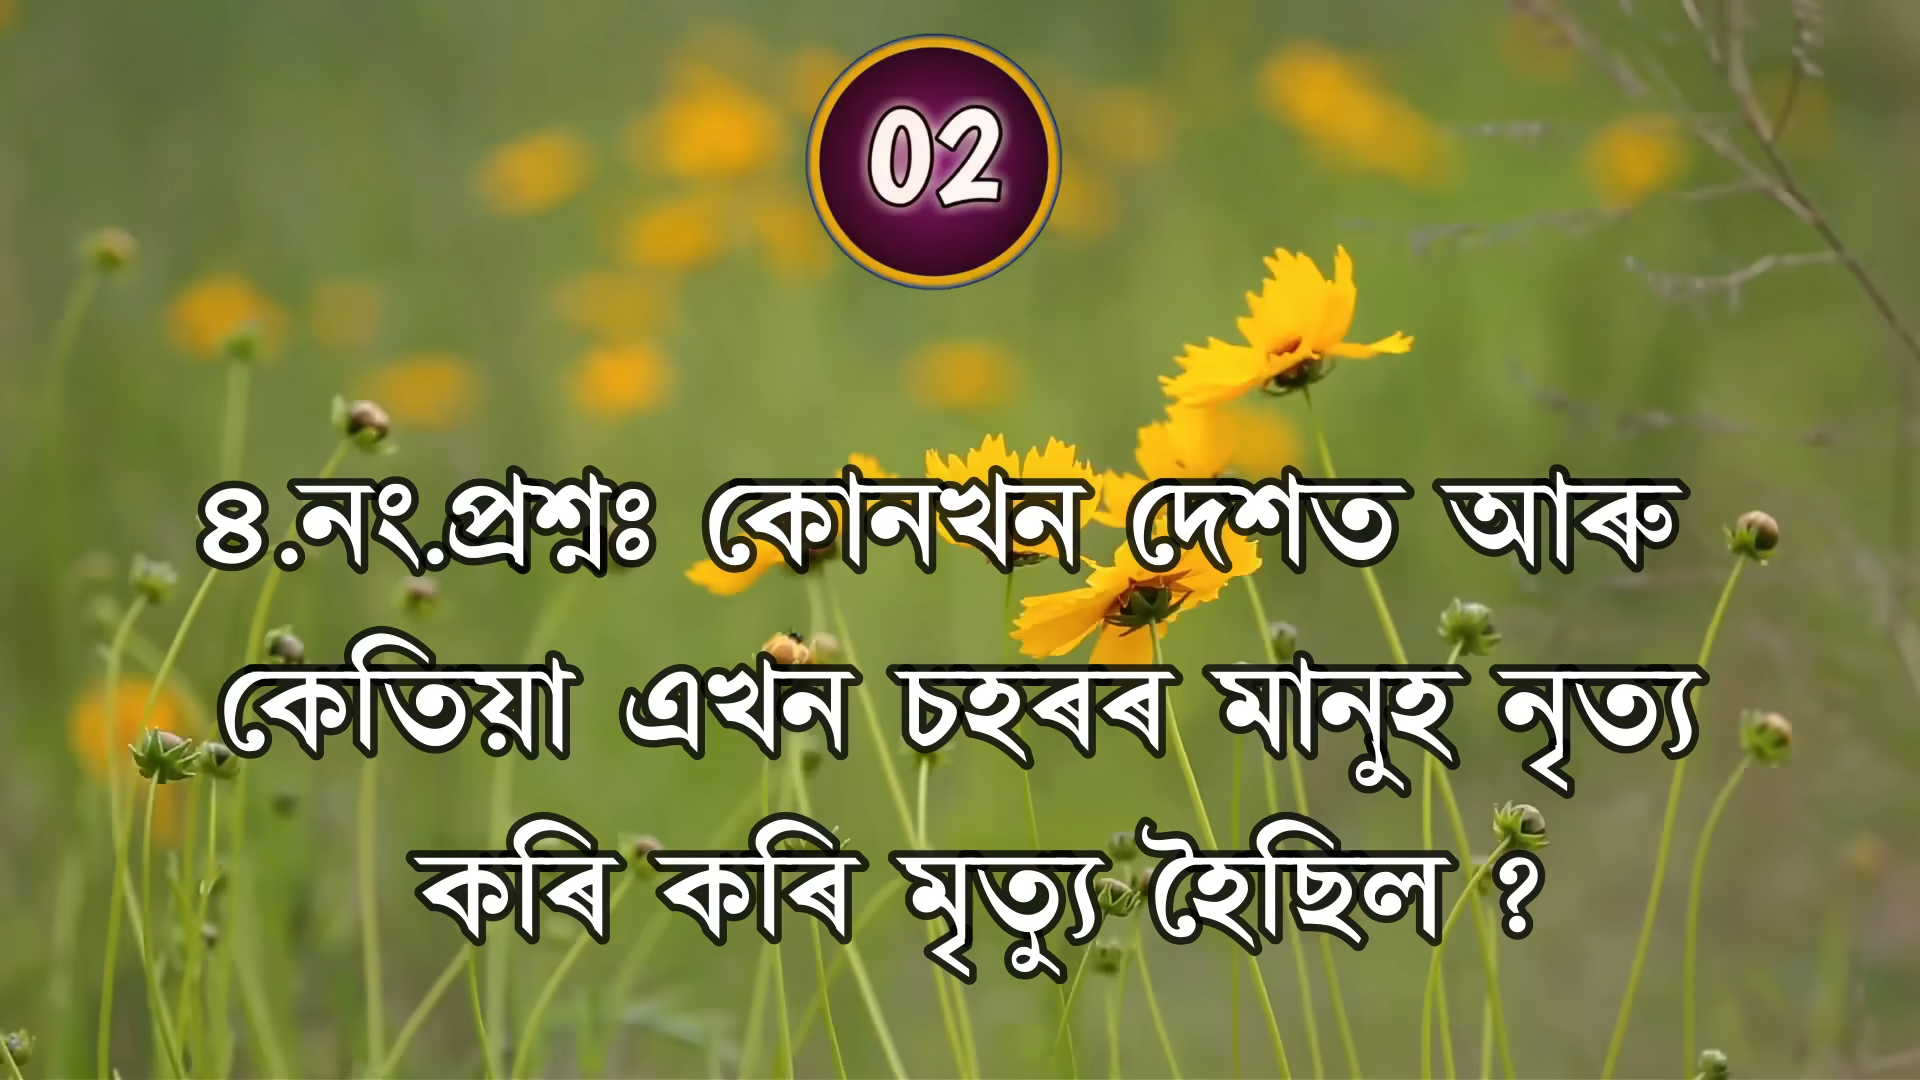 02
৪.নং.প্ৰশ্নঃ কোনখন দেশত আৰু
কেতিয়া এখন চহৰৰ মানুহ নৃত্য
কৰি কৰি মৃত্যু হৈছিল ?